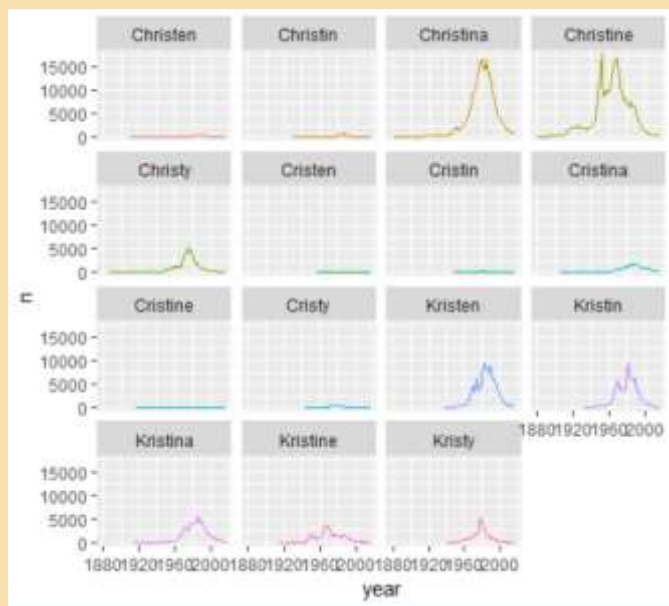 Christen Christin Christina Christine
15000
10000
5000
0
Christy Cristen Cristin Cristina
15000
10000
5000
0
n
Cristine Cristy Kristen Kristin
15000
10000
5000
0
1880 1920 1960 2000
Kristina Kristine Kristy
15000
10000
5000
0
1880 1920 1960 2000 1880 1920 1960 2000 1880 1920 1960 2000
year